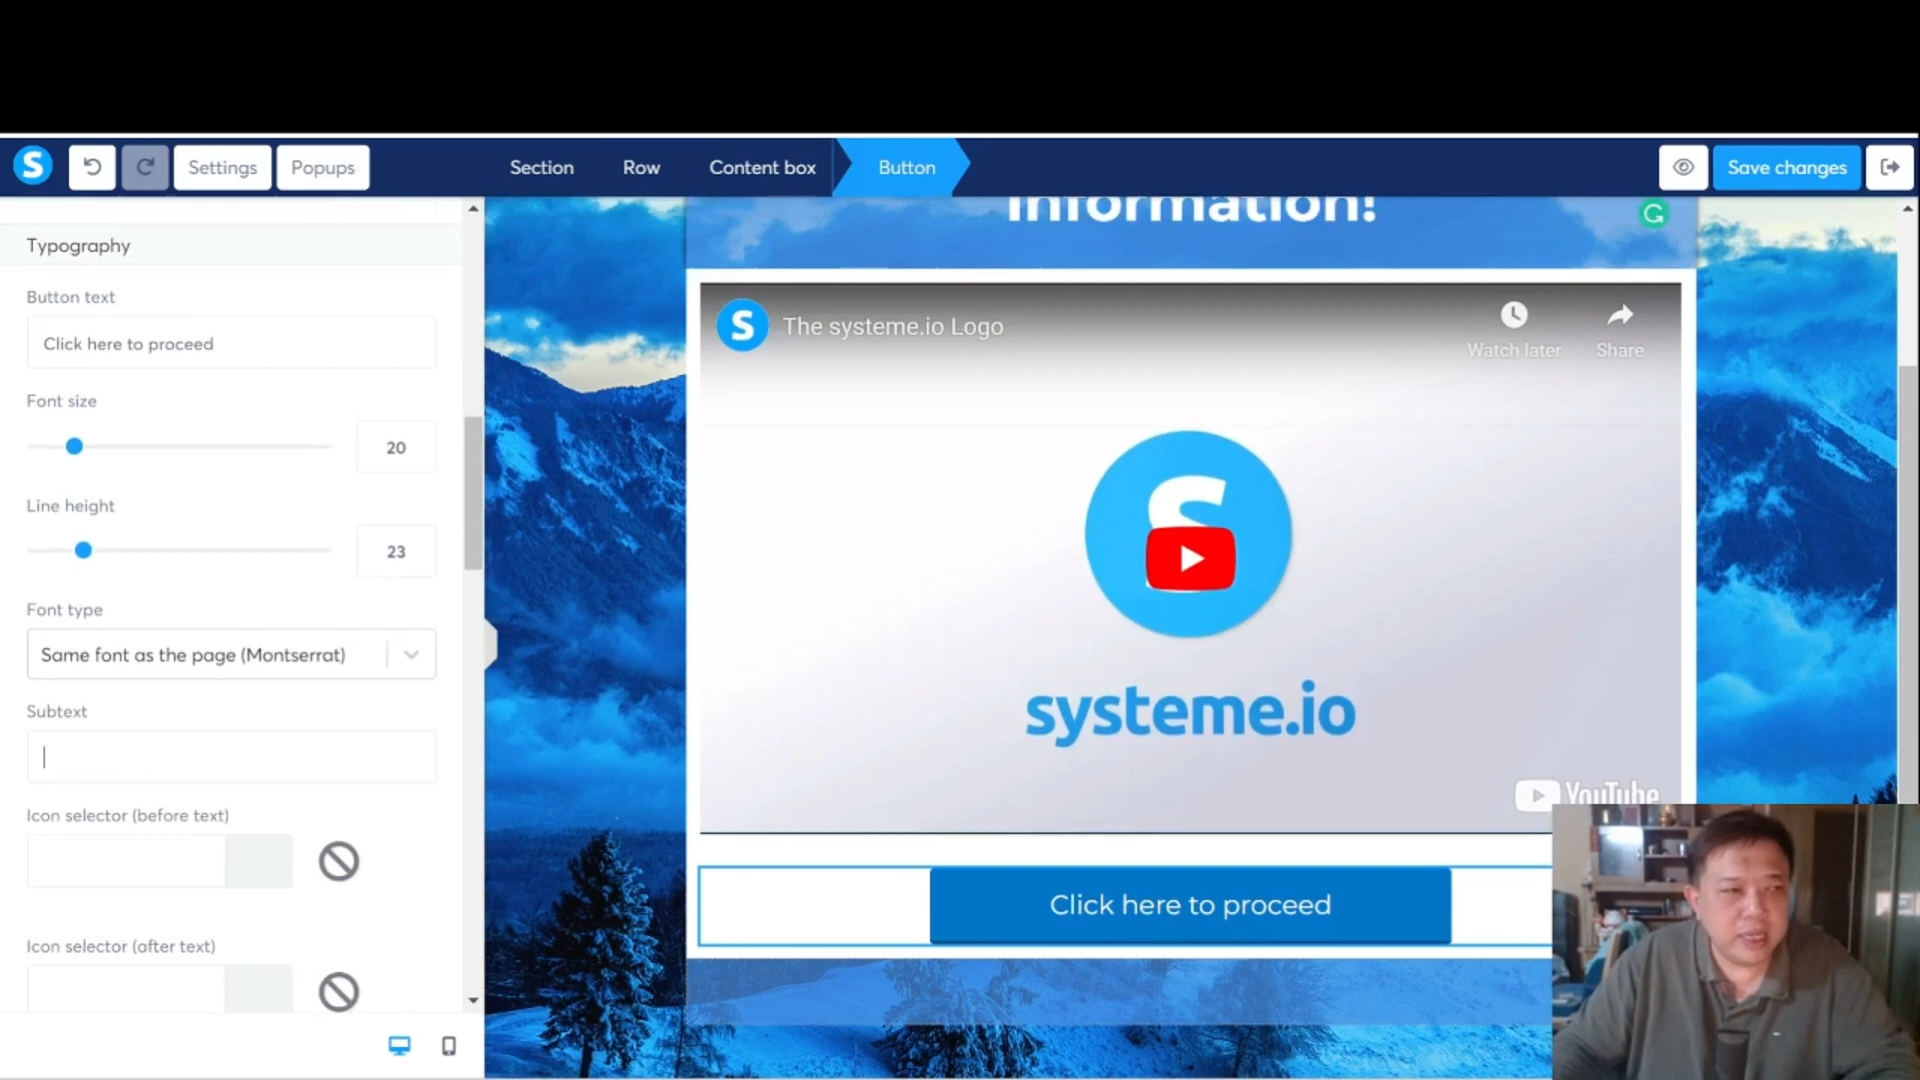 S
Settings
Popups
Section
Row
Content box
Button
Save changes
Typography
Button text
Click here to proceed
Font size
20
Line height
23
Font type
Same font as the page (Montserrat)
Subtext
Icon selector (before text)
Icon selector (after text)
information!
S
The systeme.io Logo
Watch later
Share
S
systeme.io
YouTube
Click here to proceed